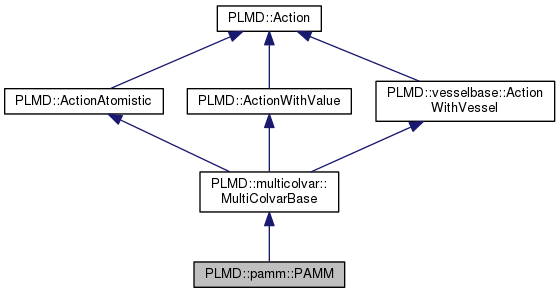 PLMD::Action
PLMD::ActionAtomistic
PLMD::ActionWithValue
PLMD::vesselbase::Action
WithVessel
PLMD::multicolvar::
MultiColvarBase
PLMD::pamm::PAMM